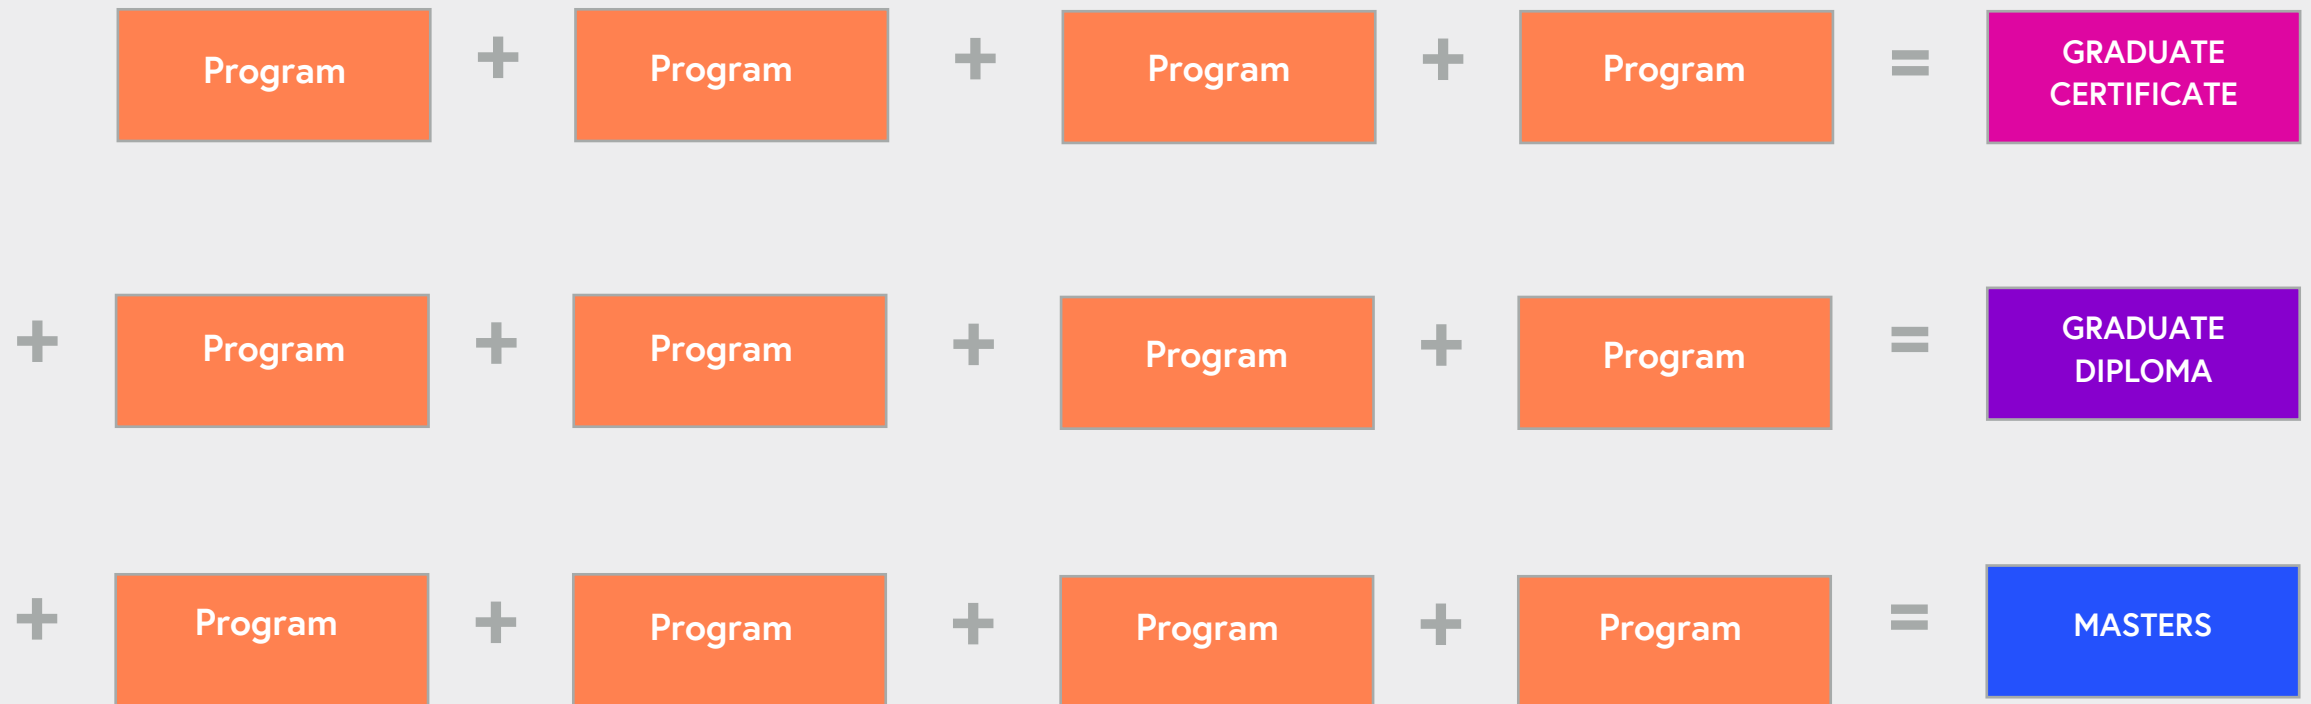 Program + Program + Program + Program = GRADUATE
CERTIFICATE
+ Program + Program + Program + Program = GRADUATE
DIPLOMA
+ Program + Program + Program + Program = MASTERS